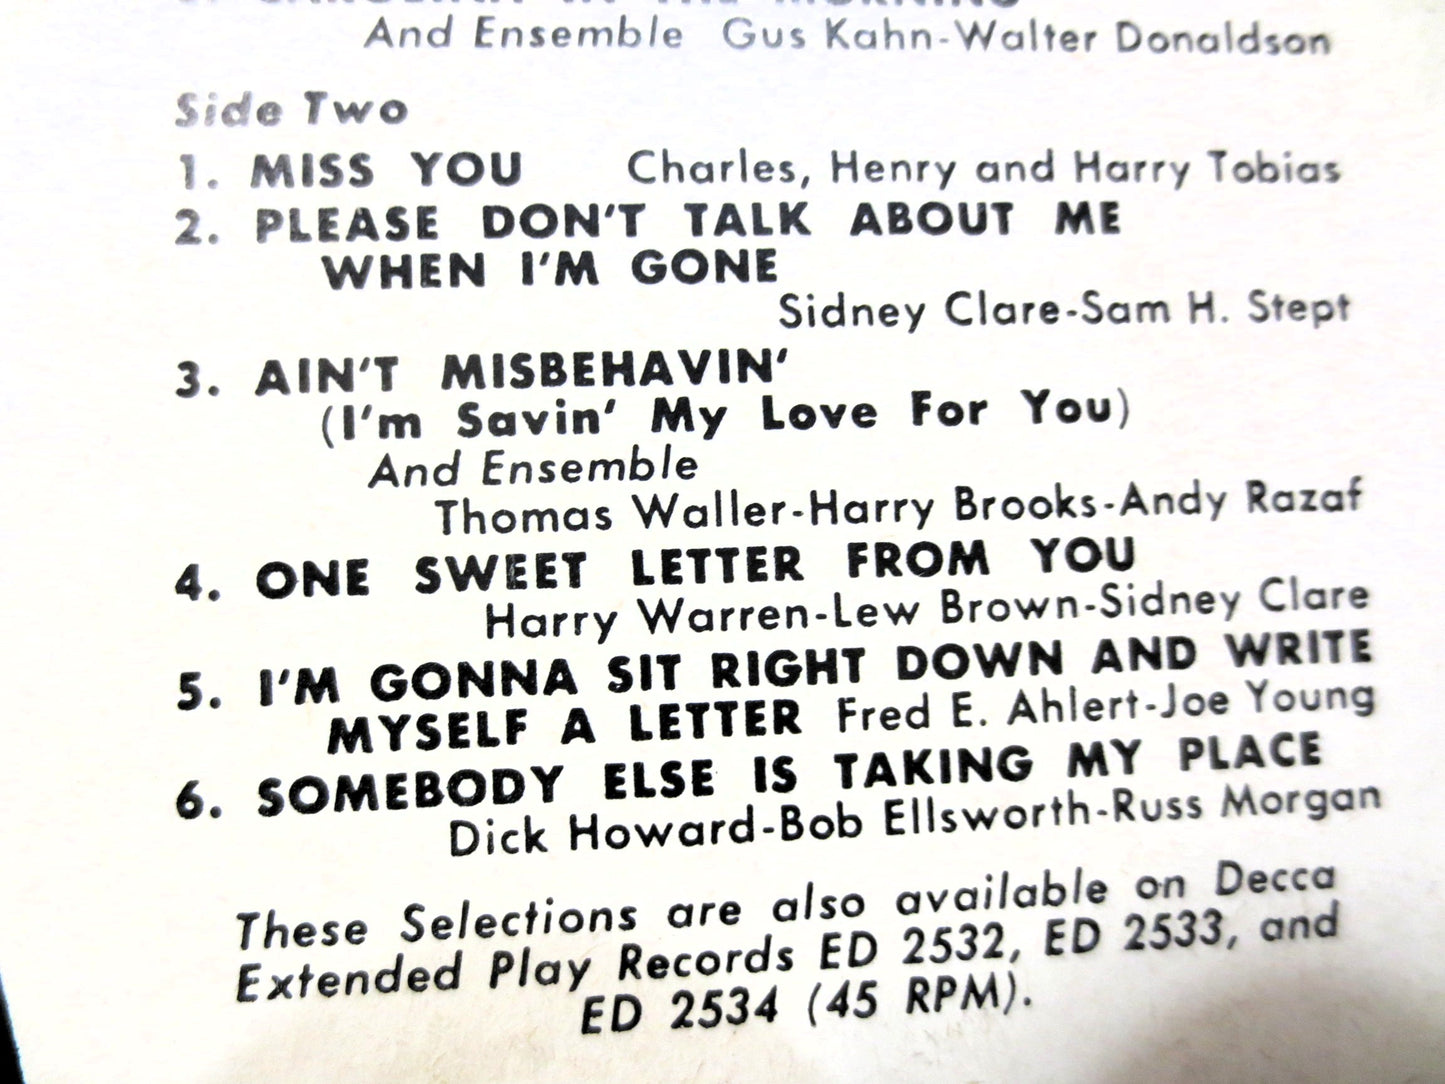 CAROLINA IN THE MORNING
And Ensemble Gus Kahn-Walter Donaldson
Side Two
1. MISS YOU Charles, Henry and Harry Tobias
2. PLEASE DON'T TALK ABOUT ME
WHEN I'M GONE
Sidney Clare-Sam H. Stept
3. AIN'T MISBEHAVIN'
(I'm Savin' My Love For You)
And Ensemble
Thomas Waller-Harry Brooks-Andy Razaf
4. ONE SWEET LETTER FROM YOU
Harry Warren-Lew Brown-Sidney Clare
5. I'M GONNA SIT RIGHT DOWN AND WRITE
MYSELF A LETTER Fred E. Ahlert-Joe Young
6. SOMEBODY ELSE IS TAKING MY PLACE
Dick Howard-Bob Ellsworth-Russ Morgan
These Selections are also available on Decca
Extended Play Records ED 2532, ED 2533, and
ED 2534 (45 RPM).